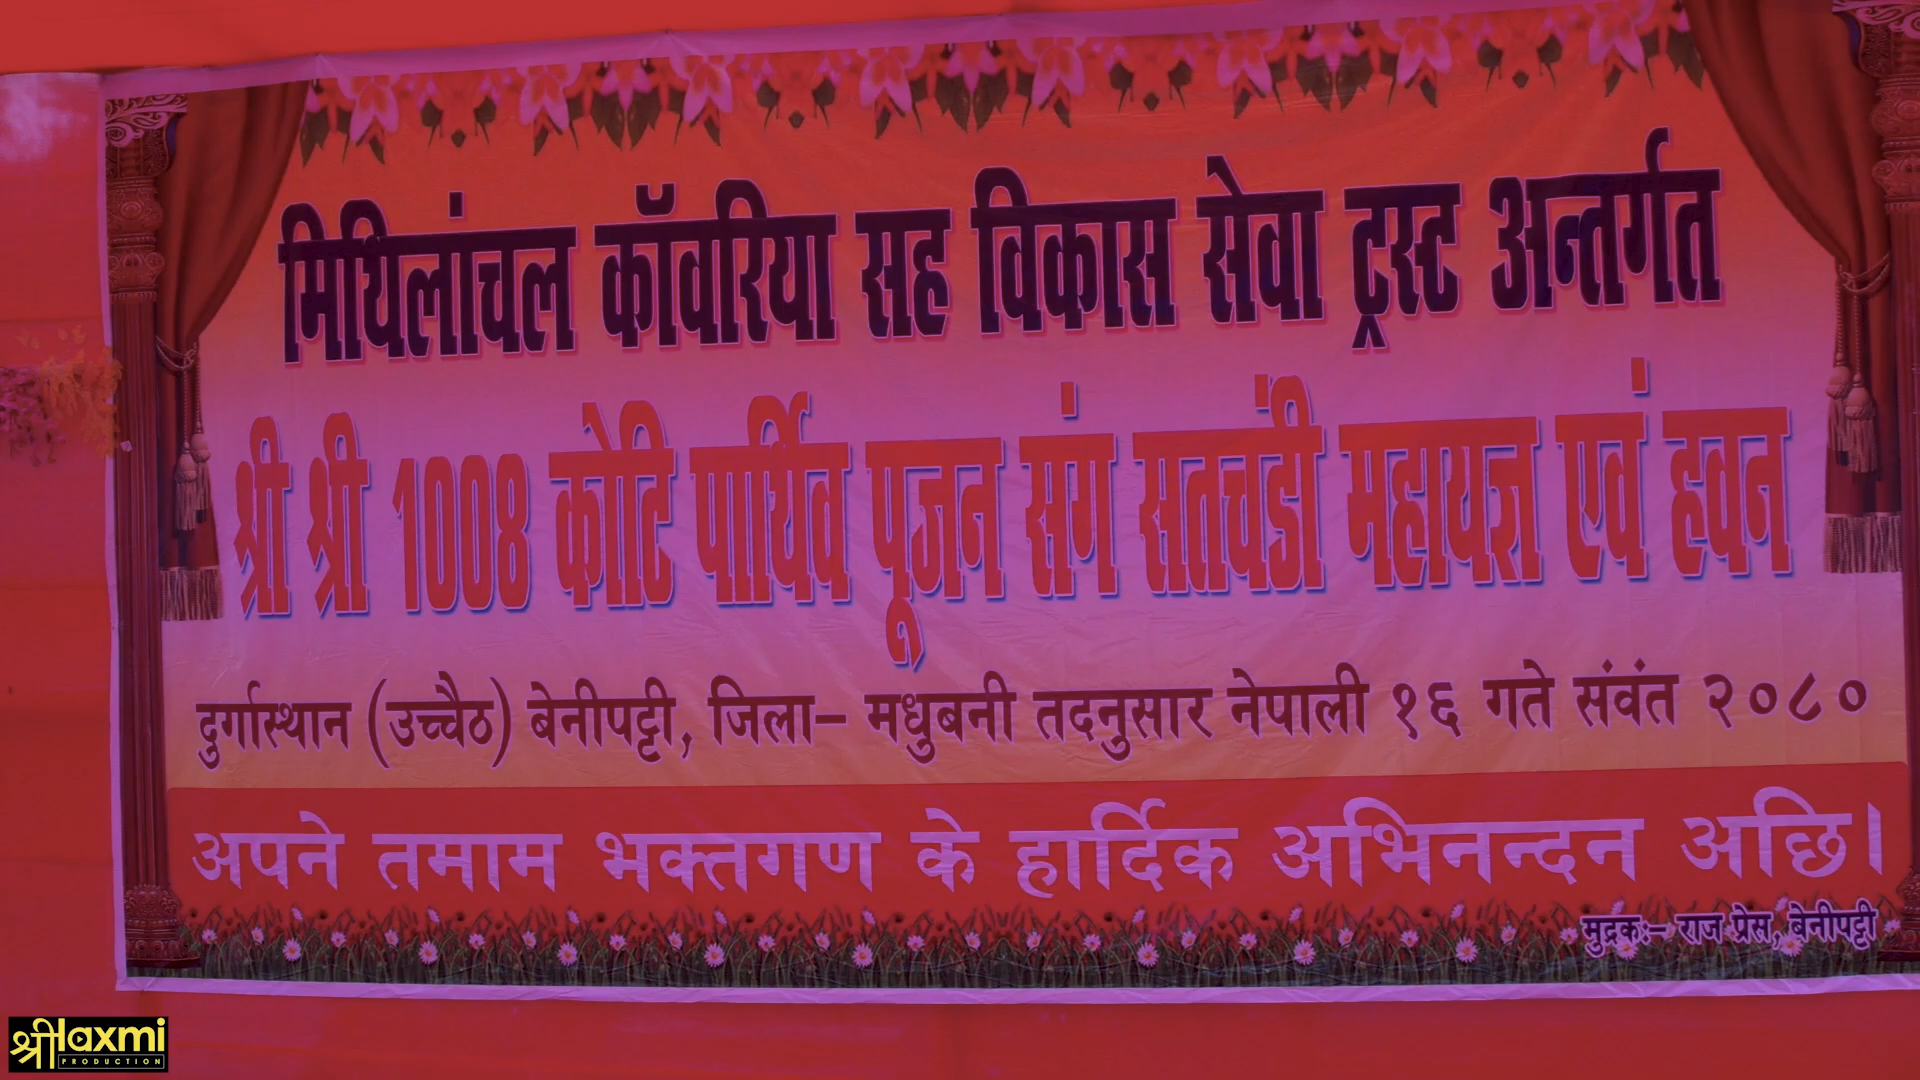 मिथिलांचल कॉवरिया सह विकास सेवा ट्रस्ट अन्तर्गत
श्री श्री 1008 कोटि पार्थिव पूजन संग सतचंडी महायज्ञ एवं हवन
दुर्गास्थान (उच्चैठ) बेनीपट्टी, जिला– मधुबनी तदनुसार नेपाली १६ गते संवंत २०८०
अपने तमाम भक्तगण के हार्दिक अभिनन्दन अछि।
मुद्रक:– राज प्रेस, बेनीपट्टी
श्रीlaxmi
PRODUCTION